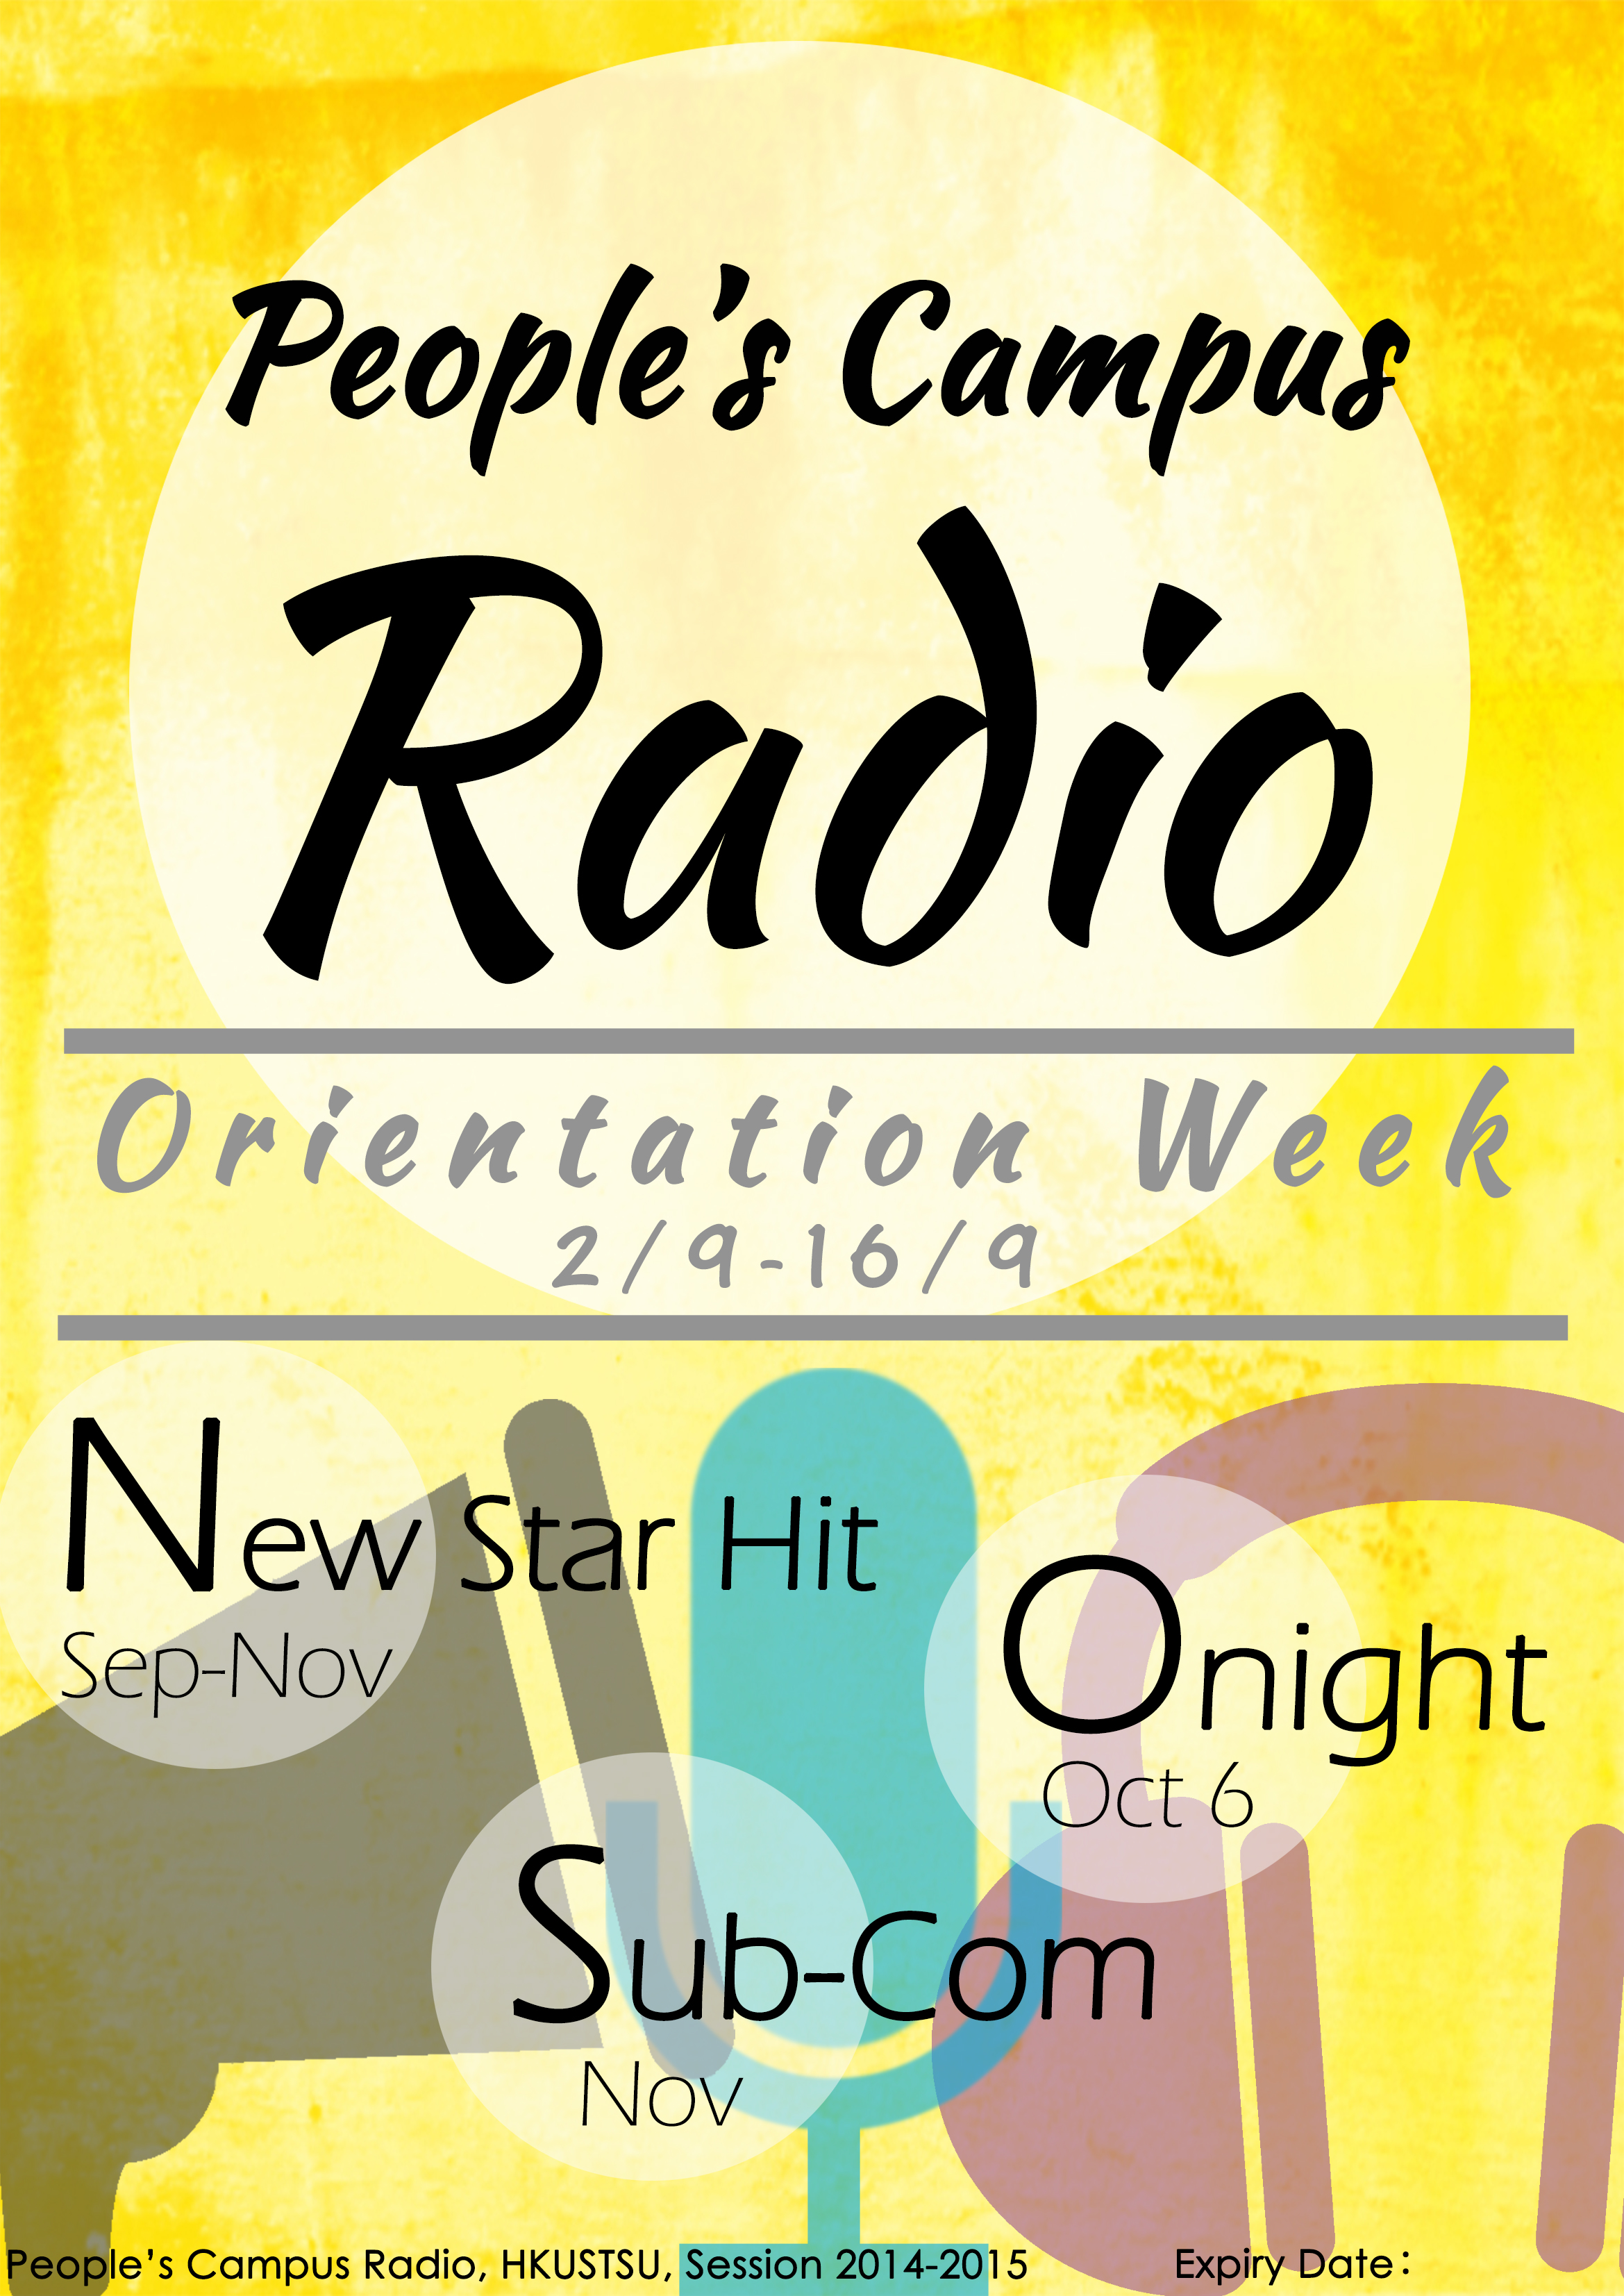 People's Campus
Radio
Orientation Week
2/9-16/9
New Star Hit
Sep-Nov
Onight
Oct 6
Sub-Com
Nov
People's Campus Radio, HKUSTSU, Session 2014-2015
Expiry Date: